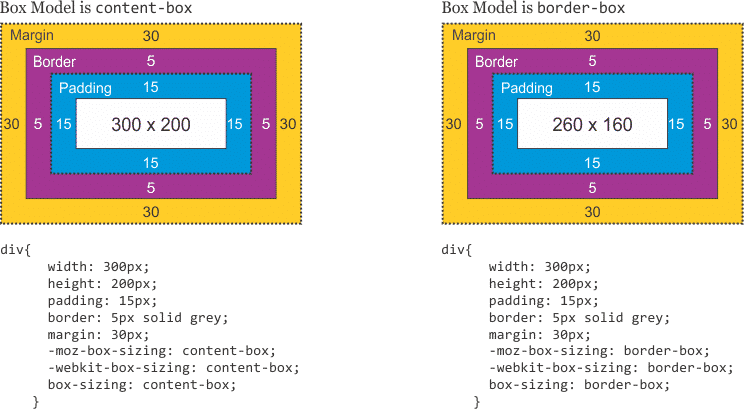 Box Model is content-box
Margin
30
Border
5
Padding
15
30 5 15 300 x 200 15 5 30
15
5
30
div{
width: 300px;
height: 200px;
padding: 15px;
border: 5px solid grey;
margin: 30px;
-moz-box-sizing: content-box;
-webkit-box-sizing: content-box;
box-sizing: content-box;
}
Box Model is border-box
Margin
30
Border
5
Padding
15
30 5 15 260 x 160 15 5 30
15
5
30
div{
width: 300px;
height: 200px;
padding: 15px;
border: 5px solid grey;
margin: 30px;
-moz-box-sizing: border-box;
-webkit-box-sizing: border-box;
box-sizing: border-box;
}